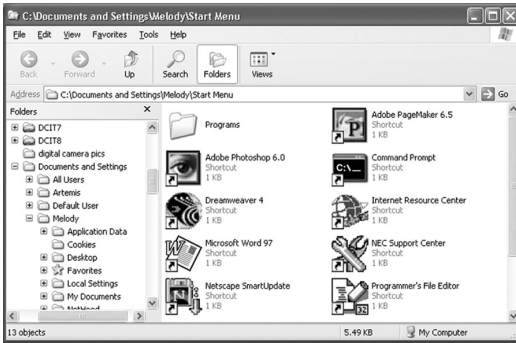 C:\Documents and Settings\Melody\Start Menu
File Edit View Favorites Tools Help
Back Forward Up Search Folders Views
Address C:\Documents and Settings\Melody\Start Menu Go
Folders
DCIT7
DCIT8
digital camera pics
Documents and Settings
All Users
Artemis
Default User
Melody
Application Data
Cookies
Desktop
Favorites
Local Settings
My Documents
NetHood
Programs
Adobe PageMaker 6.5
Shortcut
1 KB
Adobe Photoshop 6.0
Shortcut
1 KB
Command Prompt
Shortcut
1 KB
C:\_
Dreamweaver 4
Shortcut
1 KB
Internet Resource Center
Shortcut
1 KB
Microsoft Word 97
Shortcut
1 KB
NEC Support Center
Shortcut
1 KB
Netscape SmartUpdate
Shortcut
1 KB
Programmer's File Editor
Shortcut
1 KB
32
13 objects 5.49 KB My Computer